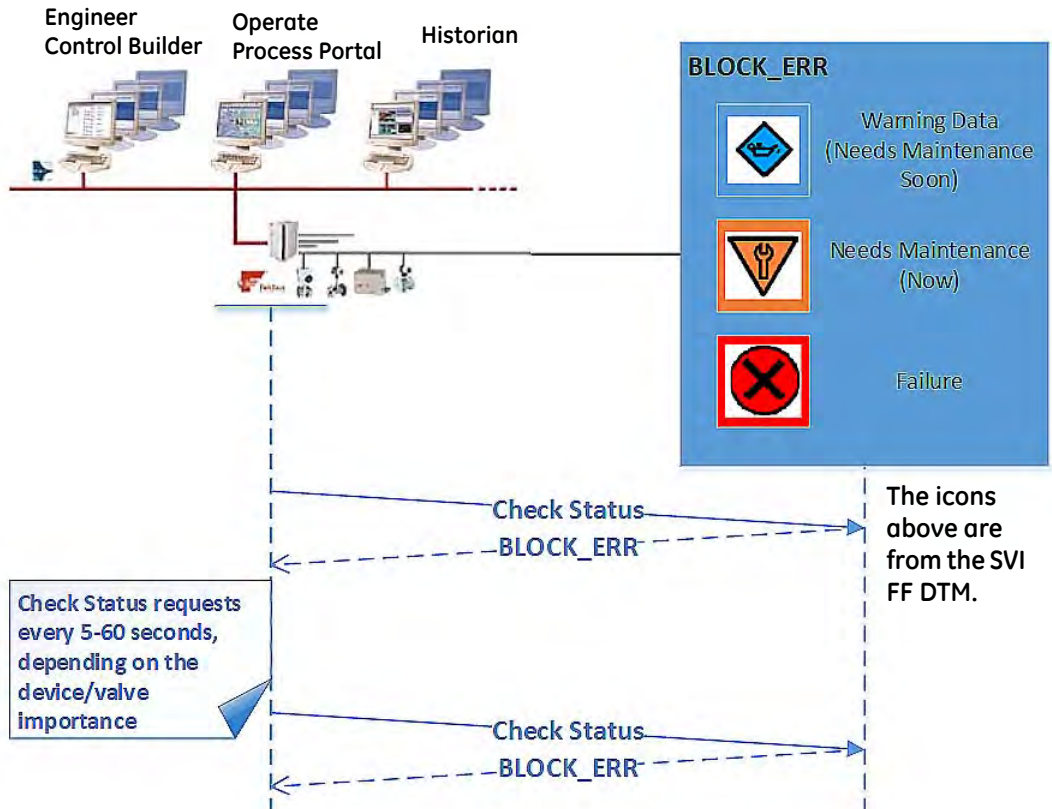 Engineer
Control Builder
Operate
Process Portal
Historian
BLOCK_ERR
Warning Data
(Needs Maintenance
Soon)
Needs Maintenance
(Now)
Failure
Check Status
BLOCK_ERR
The icons
above are
from the SVI
FF DTM.
Check Status requests
every 5-60 seconds,
depending on the
device/valve
importance
Check Status
BLOCK_ERR